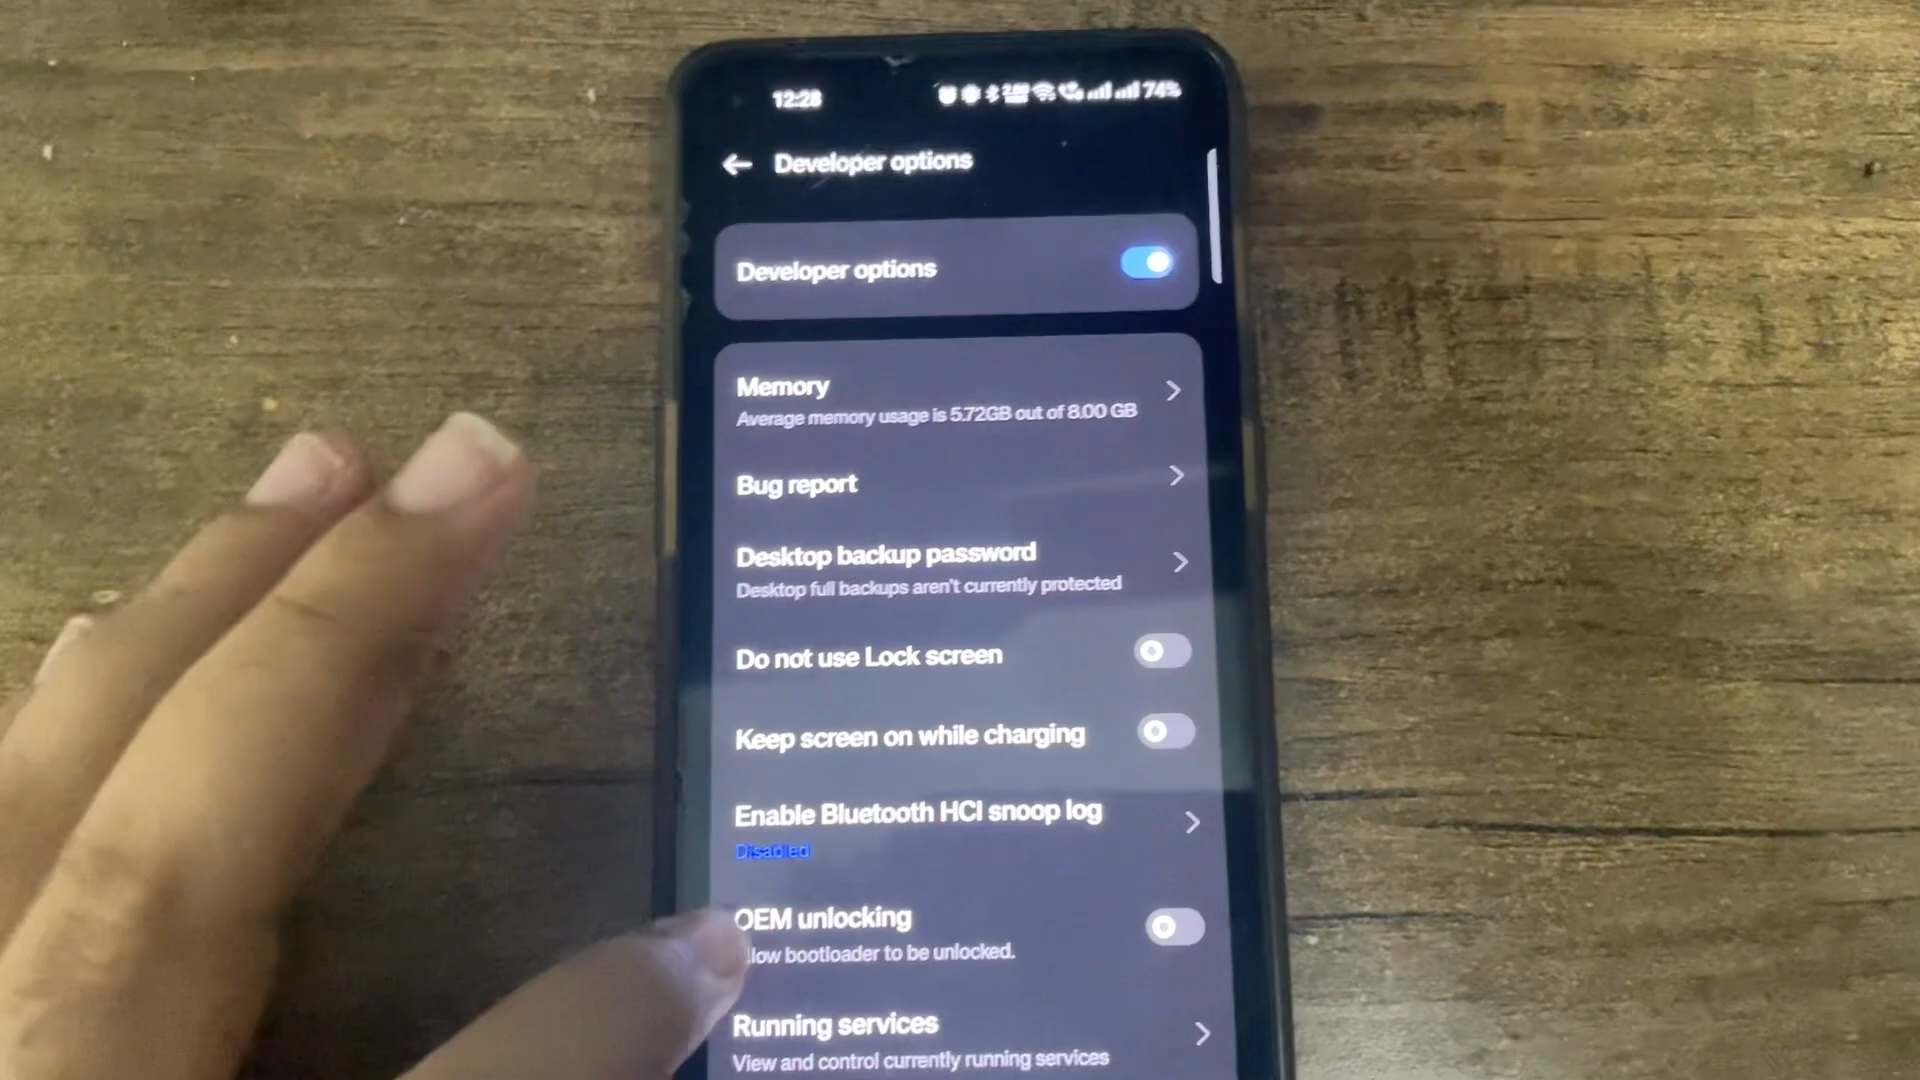 12:28
74%
Developer options
Developer options
Memory
Average memory usage is 5.72GB out of 8.00 GB
Bug report
Desktop backup password
Desktop full backups aren't currently protected
Do not use Lock screen
Keep screen on while charging
Enable Bluetooth HCI snoop log
Disabled
OEM unlocking
llow bootloader to be unlocked.
Running services
View and control currently running services